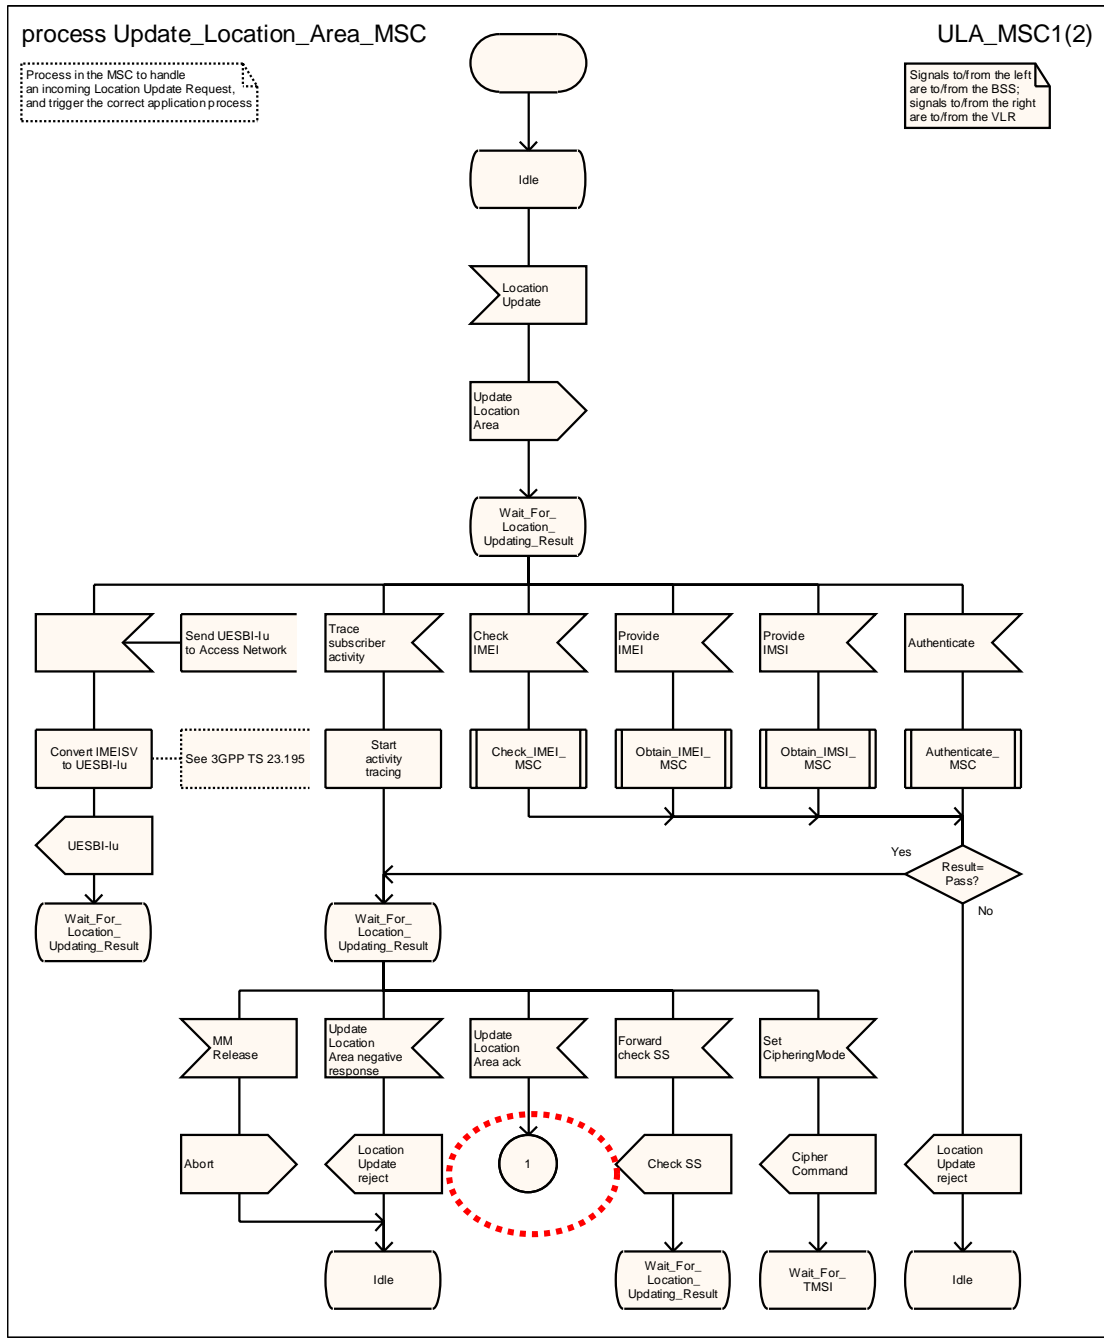 process Update_Location_Area_MSC
ULA_MSC1(2)
Process in the MSC to handle
an incoming Location Update Request,
and trigger the correct application process
Signals to/from the left
are to/from the BSS;
signals to/from the right
are to/from the VLR
Idle
Location
Update
Update
Location
Area
Wait_For_
Location_
Updating_Result
Send UESBI-Iu
to Access Network
Trace
subscriber
activity
Check
IMEI
Provide
IMEI
Provide
IMSI
Authenticate
Convert IMEISV
to UESBI-Iu
See 3GPP TS 23.195
Start
activity
tracing
Check_IMEI_
MSC
Obtain_IMEI_
MSC
Obtain_IMSI_
MSC
Authenticate_
MSC
UESBI-Iu
Yes
Result=
Pass?
No
Wait_For_
Location_
Updating_Result
Wait_For_
Location_
Updating_Result
MM
Release
Update
Location
Area negative
response
Update
Location
Area ack
Forward
check SS
Set
CipheringMode
Abort
Location
Update
reject
1
Check SS
Cipher
Command
Location
Update
reject
Idle
Wait_For_
Location_
Updating_Result
Wait_For_
TMSI
Idle